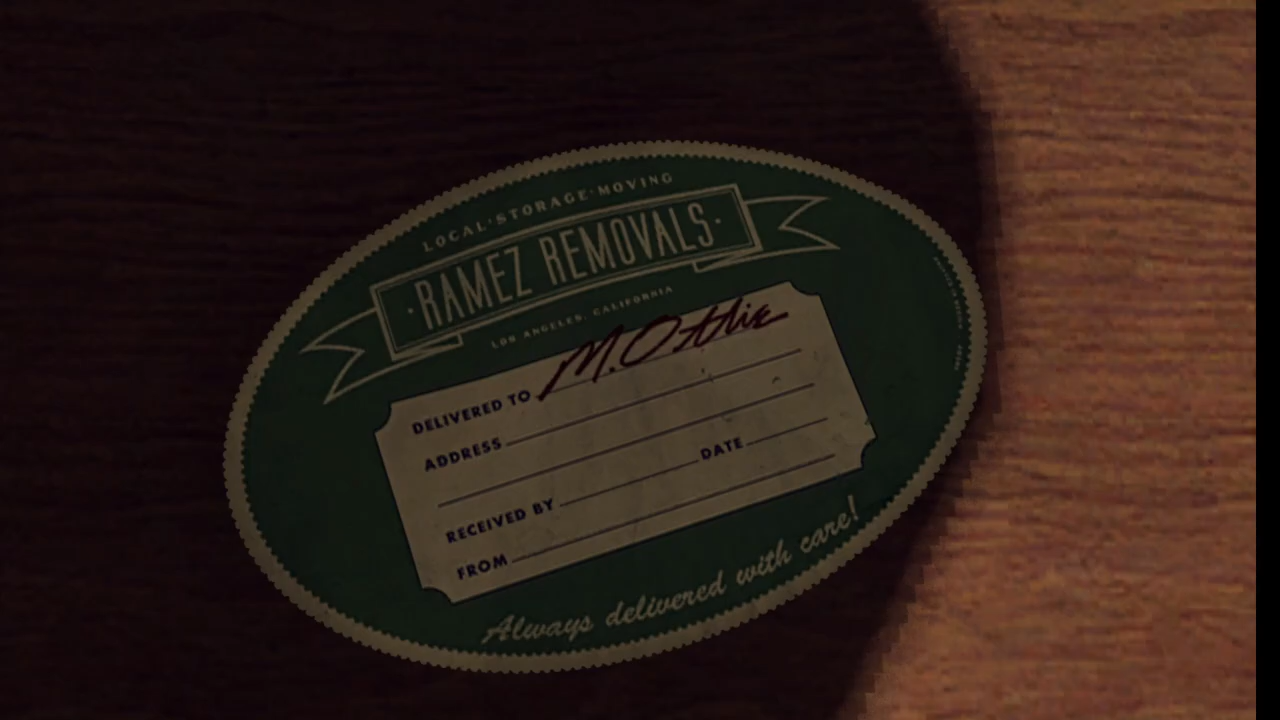 LOCAL·STORAGE·MOVING
·RAMEZ REMOVALS·
LOS ANGELES, CALIFORNIA
DELIVERED TO M. Othlie
ADDRESS
RECEIVED BY DATE
FROM
Always delivered with care!